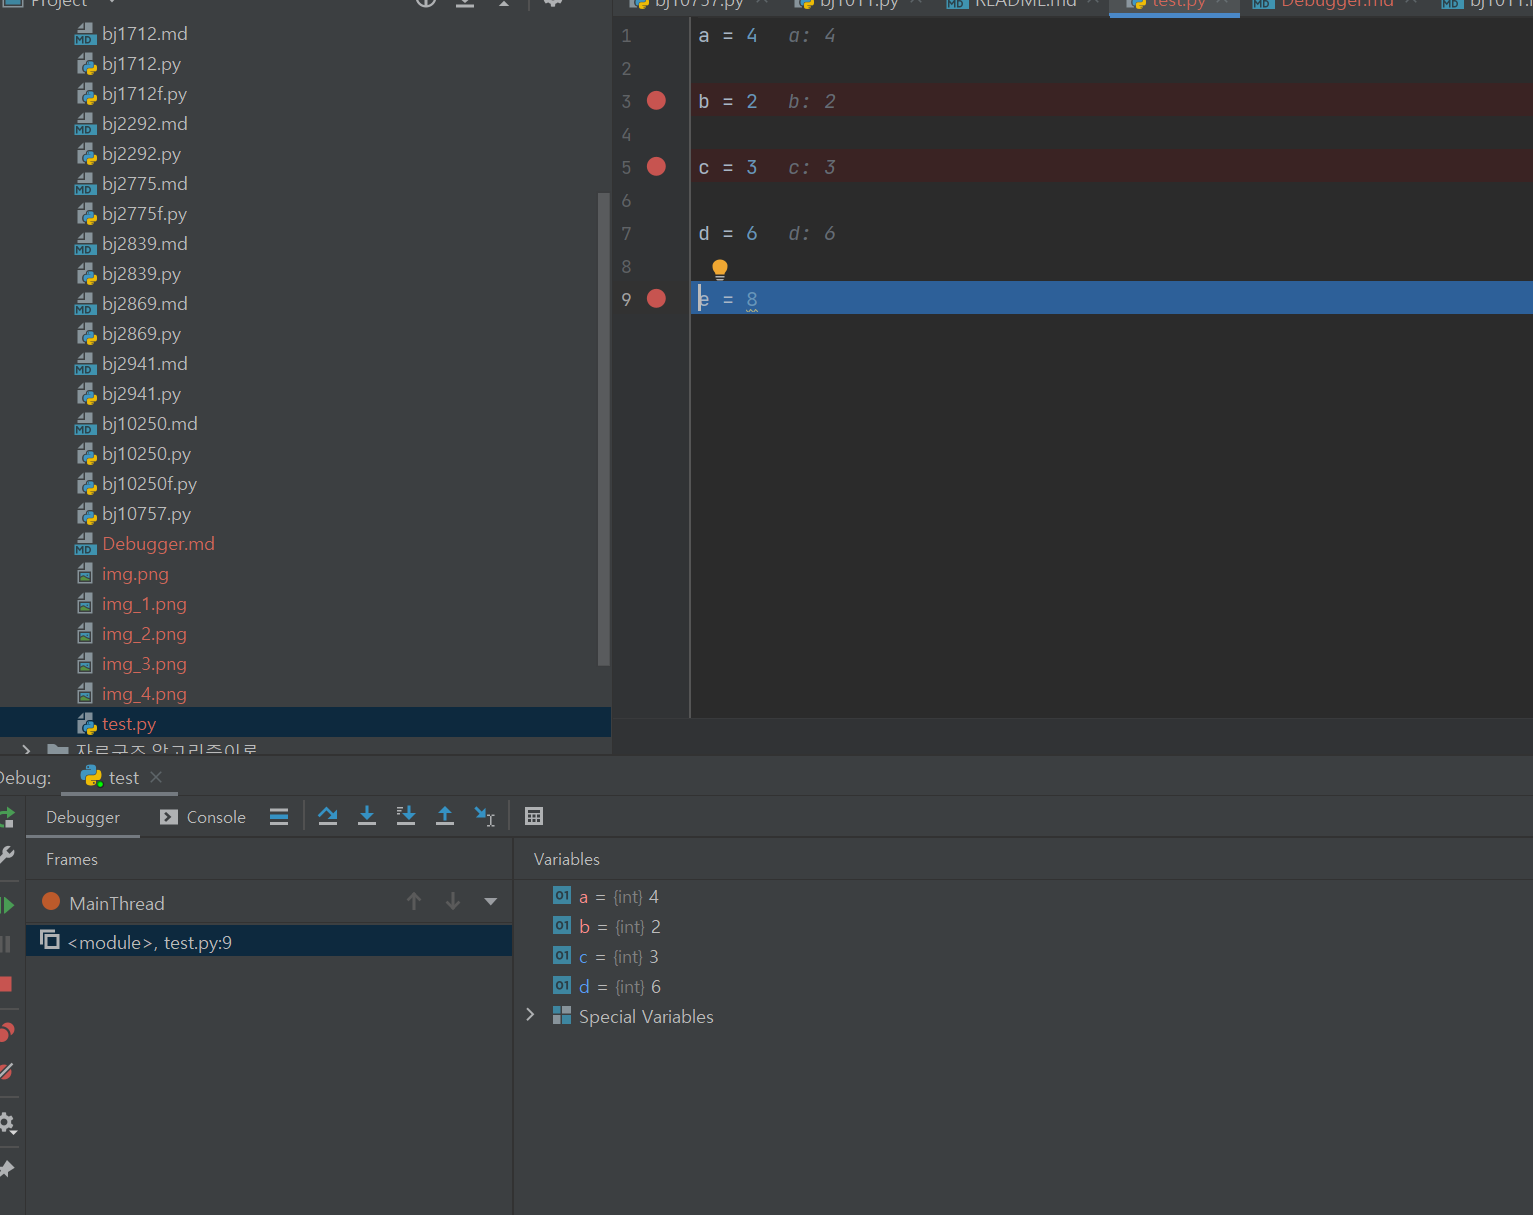 Project
bj10757.py
bj1011.py
README.md
test.py
Debugger.md
bj1712.md
bj1712.py
bj1712f.py
bj2292.md
bj2292.py
bj2775.md
bj2775f.py
bj2839.md
bj2839.py
bj2869.md
bj2869.py
bj2941.md
bj2941.py
bj10250.md
bj10250.py
bj10250f.py
bj10757.py
Debugger.md
img.png
img_1.png
img_2.png
img_3.png
img_4.png
test.py
자료구조 알고리즘이론
1 a = 4 a: 4
2
3 b = 2 b: 2
4
5 c = 3 c: 3
6
7 d = 6 d: 6
8
9 e = 8
Debug: test
Debugger Console
Frames
MainThread
<module>, test.py:9
Variables
01 a = {int} 4
01 b = {int} 2
01 c = {int} 3
01 d = {int} 6
Special Variables